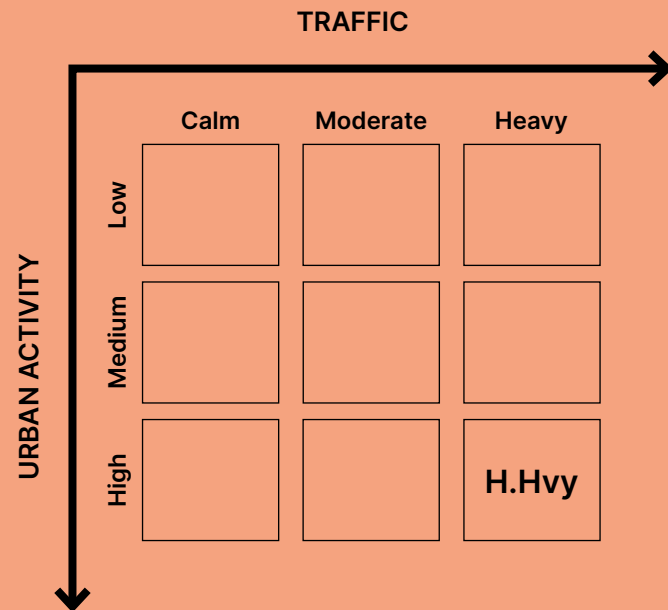 TRAFFIC
Calm Moderate Heavy
URBAN ACTIVITY
Low
Medium
High
H.Hvy